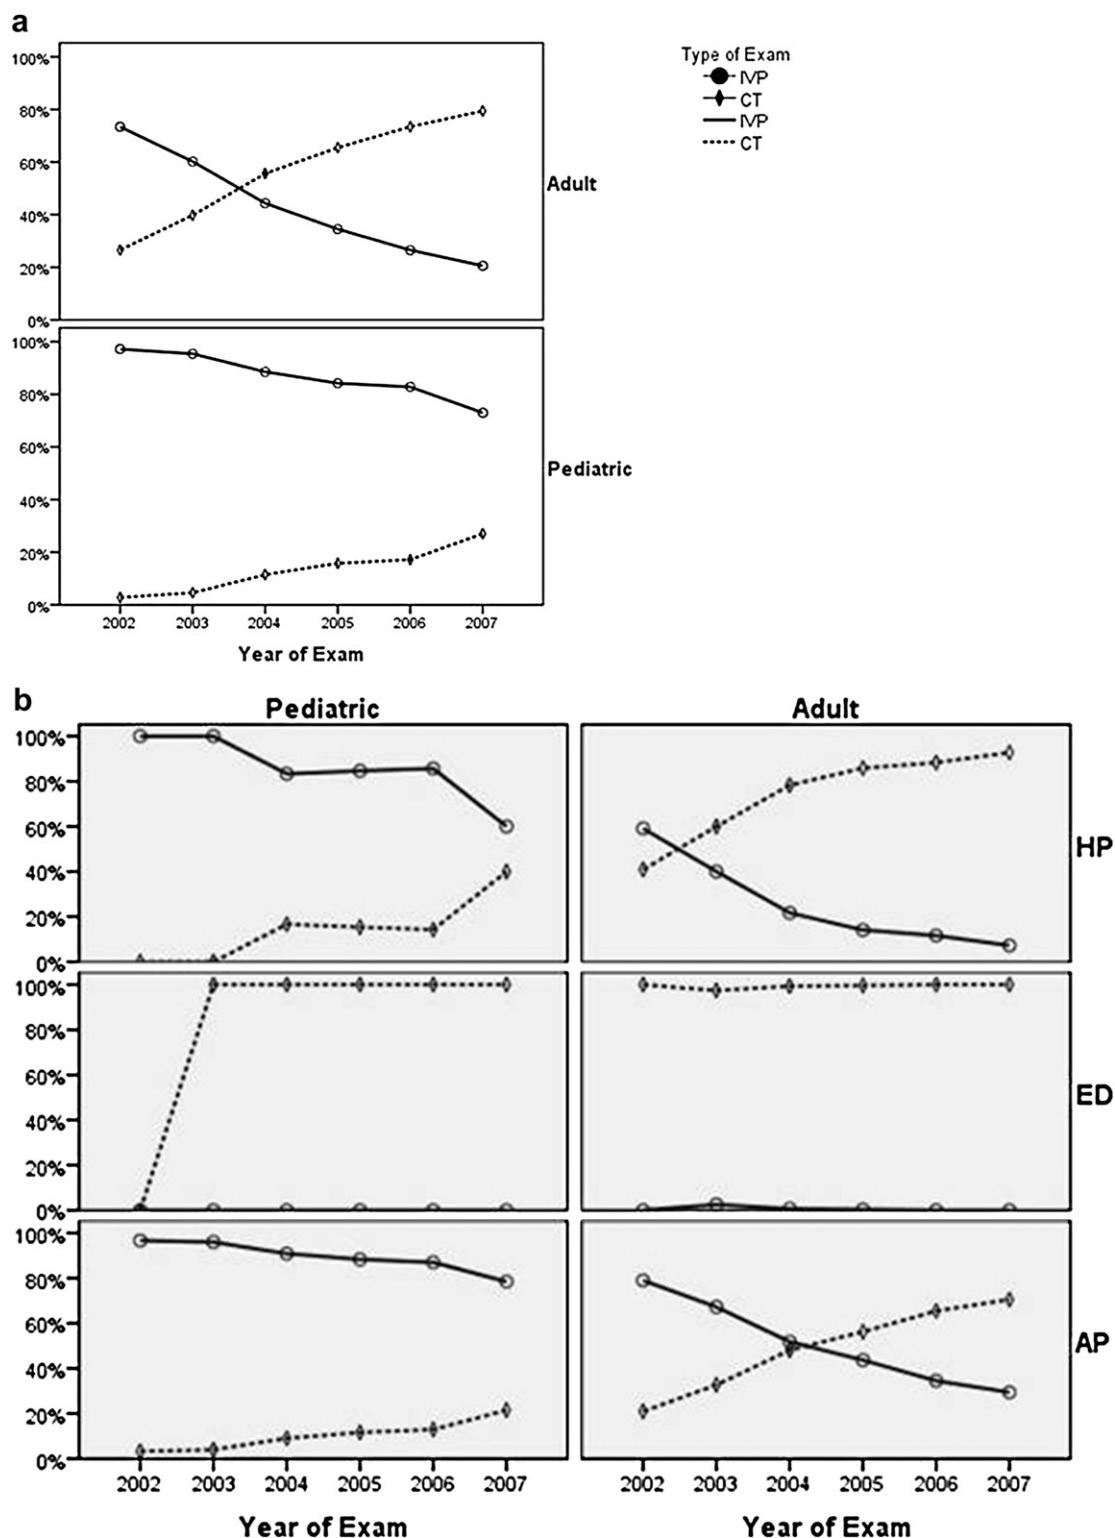 a
Type of Exam
IVP
CT
IVP
CT
100%
80%
60%
40%
20%
0%
Adult
100%
80%
60%
40%
20%
0%
Pediatric
2002 2003 2004 2005 2006 2007
Year of Exam
b
Pediatric Adult
100%
80%
60%
40%
20%
0%
HP
100%
80%
60%
40%
20%
0%
ED
100%
80%
60%
40%
20%
0%
AP
2002 2003 2004 2005 2006 2007 2002 2003 2004 2005 2006 2007
Year of Exam Year of Exam